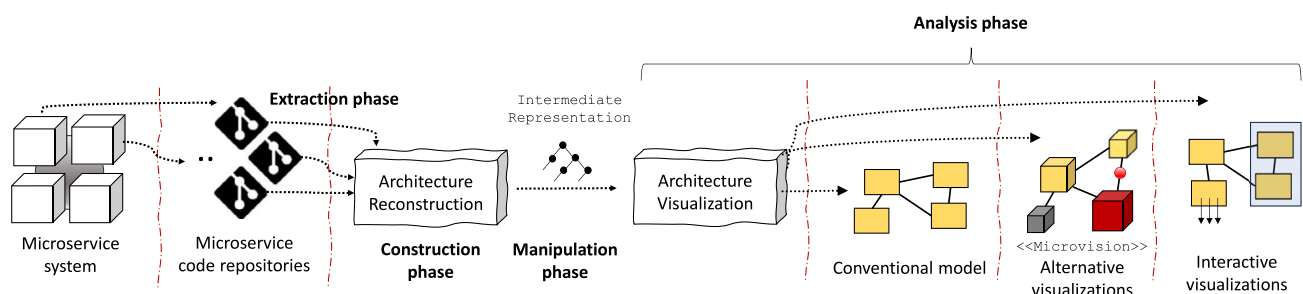 Analysis phase
Extraction phase
Intermediate
Representation
Architecture
Reconstruction
Architecture
Visualization
Microservice
system
Microservice
code repositories
Construction
phase
Manipulation
phase
Conventional model
<<Microvision>>
Alternative
visualizations
Interactive
visualizations